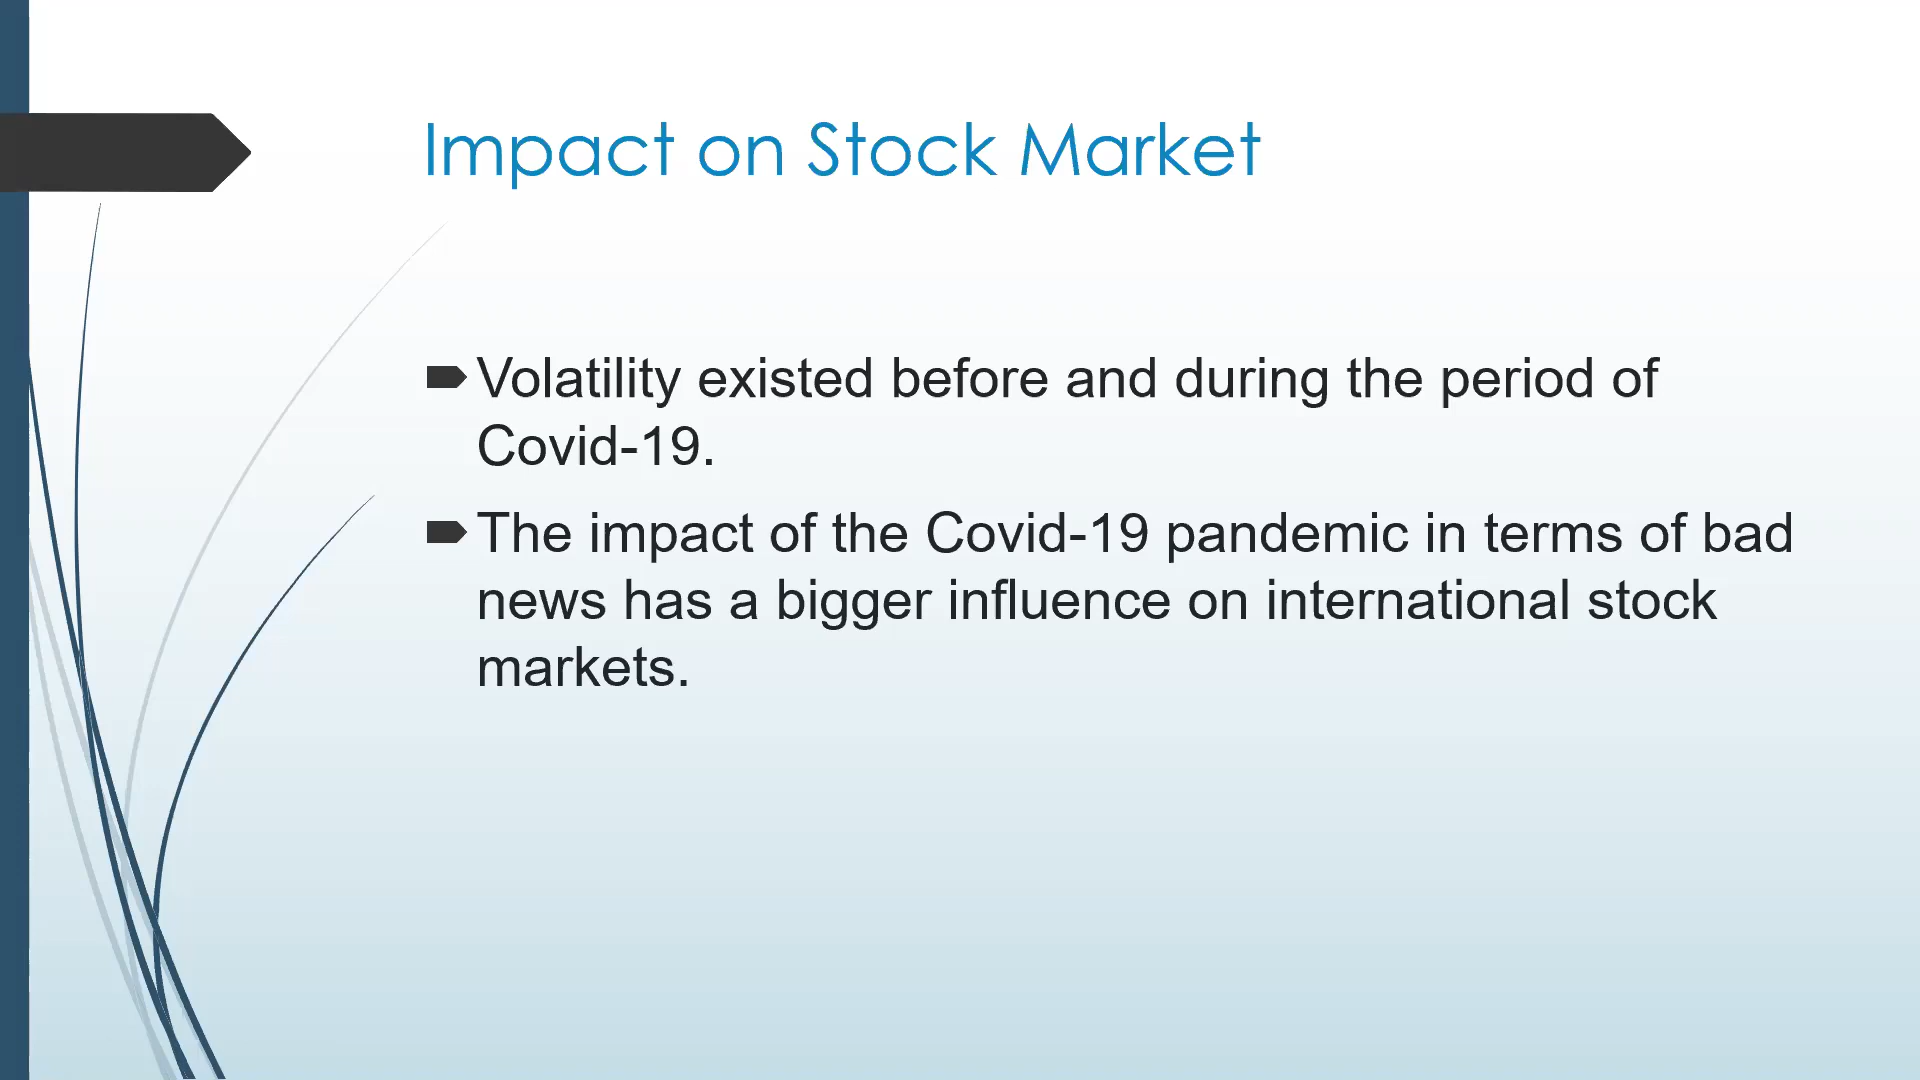 Impact on Stock Market
Volatility existed before and during the period of
Covid-19.
The impact of the Covid-19 pandemic in terms of bad
news has a bigger influence on international stock
markets.